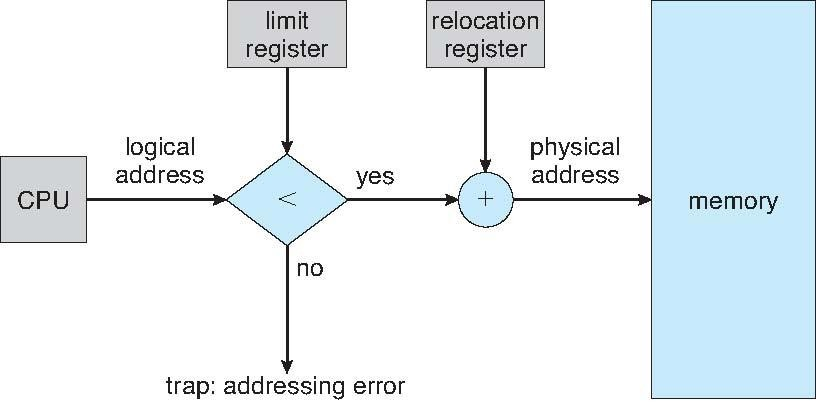 limit
register
relocation
register
logical
address
yes
physical
address
CPU
<
+
memory
no
trap: addressing error